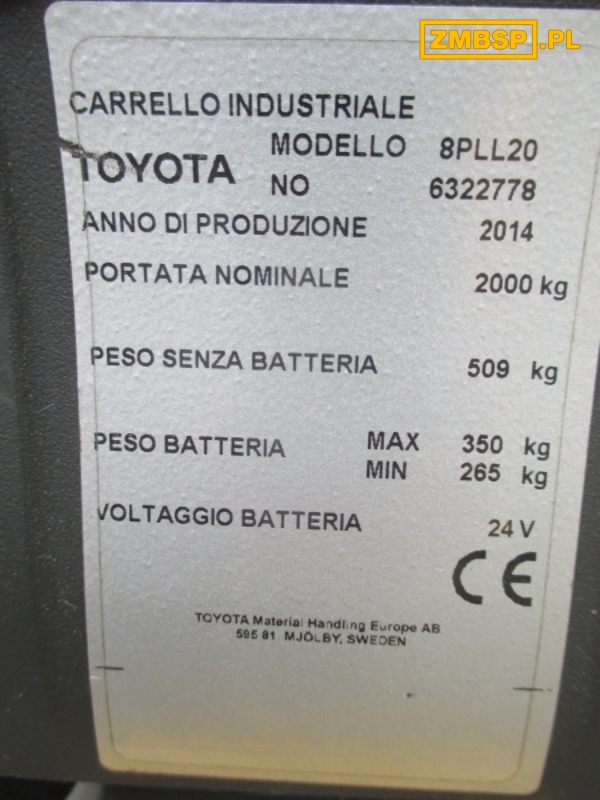 ZMBSP.PL
CARRELLO INDUSTRIALE
TOYOTA MODELLO 8PLL20
NO 6322778
ANNO DI PRODUZIONE 2014
PORTATA NOMINALE 2000 kg
PESO SENZA BATTERIA 509 kg
PESO BATTERIA MAX 350 kg
MIN 265 kg
VOLTAGGIO BATTERIA 24 V
CE
TOYOTA Material Handling Europe AB
595 81 MJÖLBY, SWEDEN